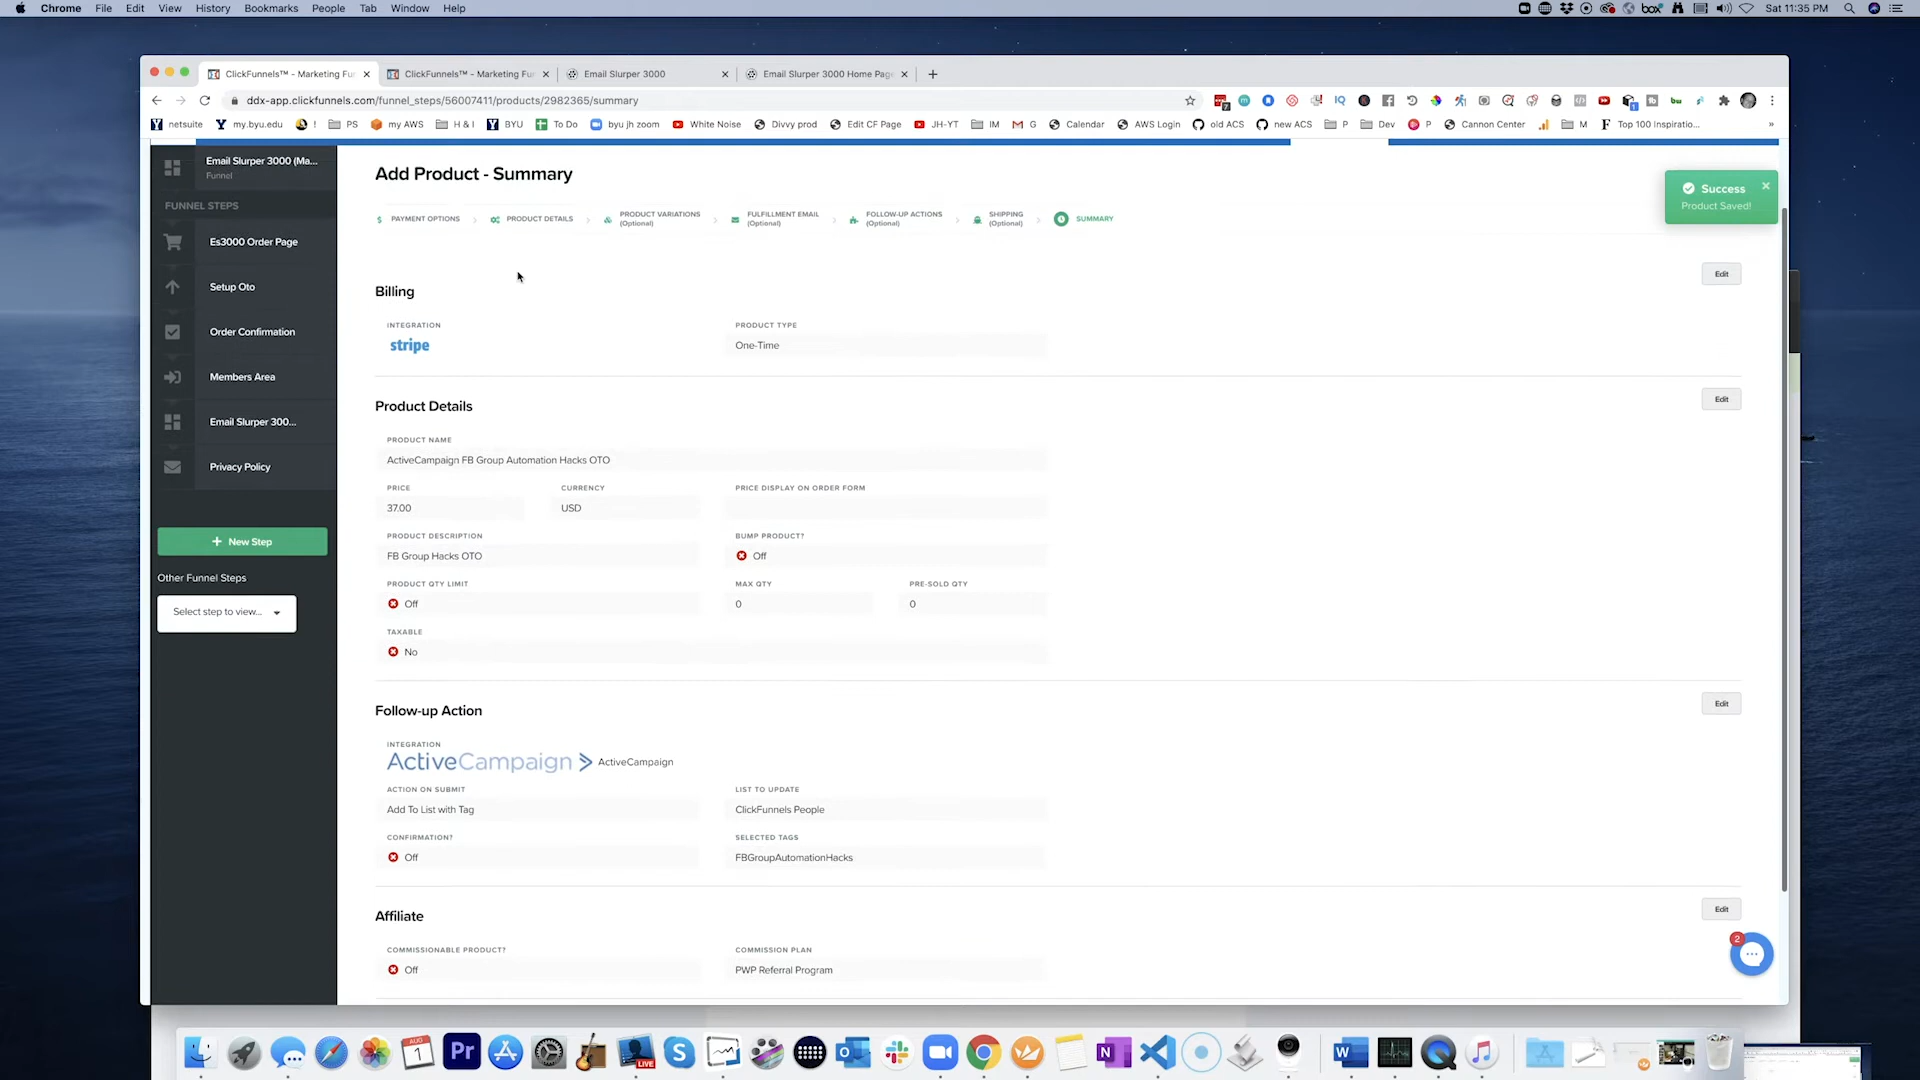 Chrome File Edit View History Bookmarks People Tab Window Help
box Sat 11:35 PM
ClickFunnels™ - Marketing Fu
ClickFunnels™ - Marketing Fu
Email Slurper 3000
Email Slurper 3000 Home Page
ddx-app.clickfunnels.com/funnel_steps/56007411/products/2982365/summary
netsuite my.byu.edu ! PS my AWS H & I BYU To Do byu jh zoom White Noise Divvy prod Edit CF Page JH-YT IM G Calendar AWS Login old ACS new ACS P Dev P Cannon Center M Top 100 Inspiratio... »
Email Slurper 3000 (Ma...
Funnel
FUNNEL STEPS
Es3000 Order Page
Setup Oto
Order Confirmation
Members Area
Email Slurper 300...
Privacy Policy
+ New Step
Other Funnel Steps
Select step to view...
Add Product - Summary
Success
Product Saved!
PAYMENT OPTIONS
PRODUCT DETAILS
PRODUCT VARIATIONS
(Optional)
FULFILLMENT EMAIL
(Optional)
FOLLOW-UP ACTIONS
(Optional)
SHIPPING
(Optional)
SUMMARY
Billing
Edit
INTEGRATION
stripe
PRODUCT TYPE
One-Time
Product Details
Edit
PRODUCT NAME
ActiveCampaign FB Group Automation Hacks OTO
PRICE
37.00
CURRENCY
USD
PRICE DISPLAY ON ORDER FORM
PRODUCT DESCRIPTION
FB Group Hacks OTO
BUMP PRODUCT?
Off
PRODUCT QTY LIMIT
Off
MAX QTY
0
PRE-SOLD QTY
0
TAXABLE
No
Follow-up Action
Edit
INTEGRATION
ActiveCampaign > ActiveCampaign
ACTION ON SUBMIT
Add To List with Tag
LIST TO UPDATE
ClickFunnels People
CONFIRMATION?
Off
SELECTED TAGS
FBGroupAutomationHacks
Affiliate
Edit
COMMISSIONABLE PRODUCT?
Off
COMMISSION PLAN
PWP Referral Program
2
AUG
1
Pr
LIVE